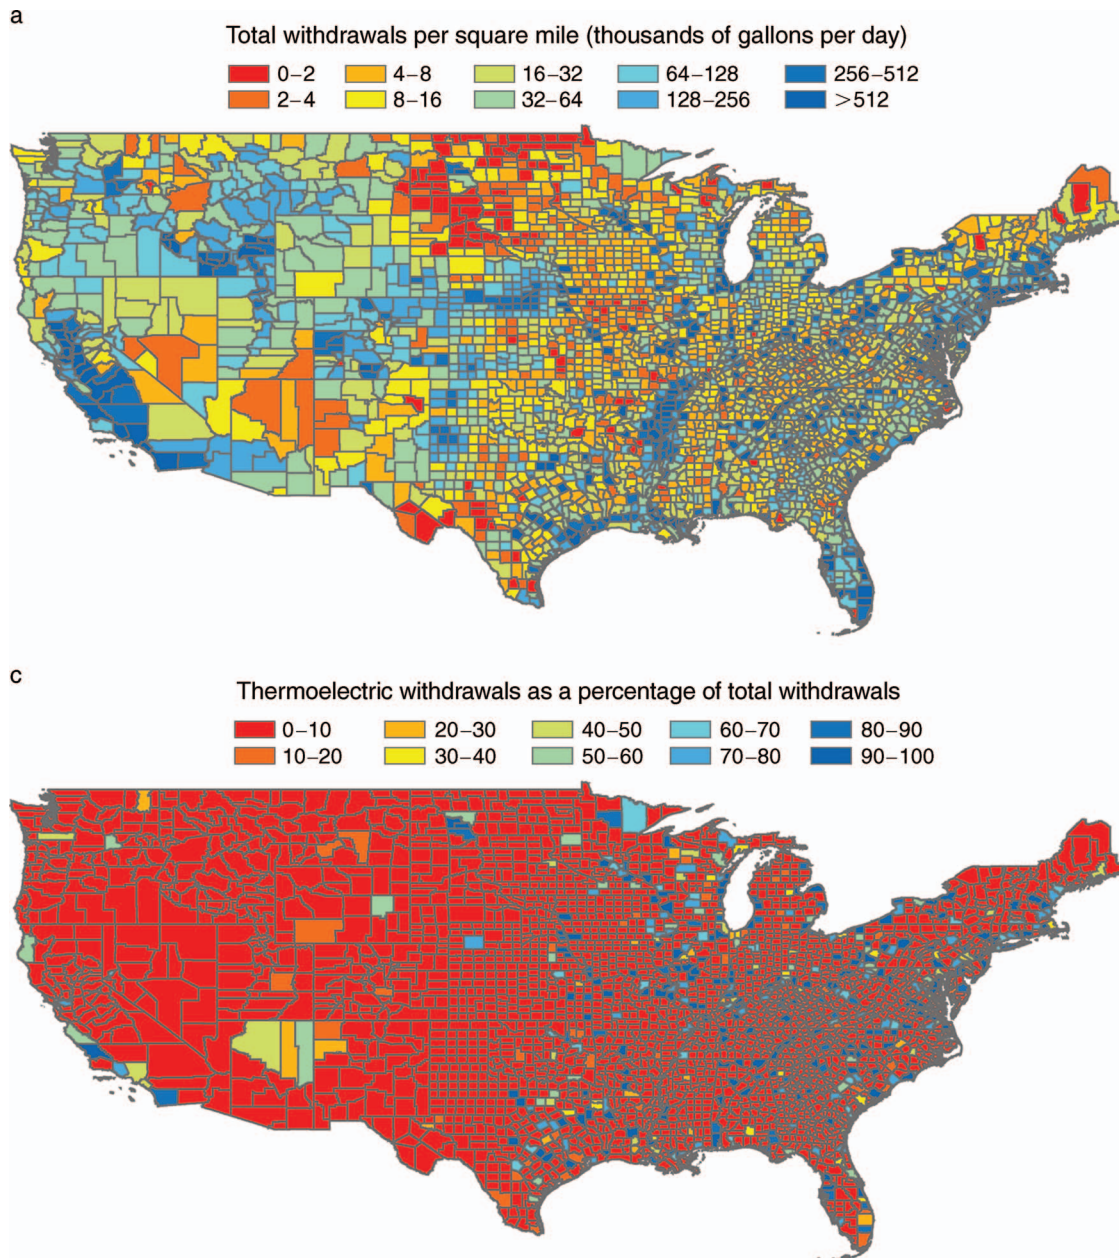 a
Total withdrawals per square mile (thousands of gallons per day)
0–2 4–8 16–32 64–128 256–512
2–4 8–16 32–64 128–256 >512
c
Thermoelectric withdrawals as a percentage of total withdrawals
0–10 20–30 40–50 60–70 80–90
10–20 30–40 50–60 70–80 90–100